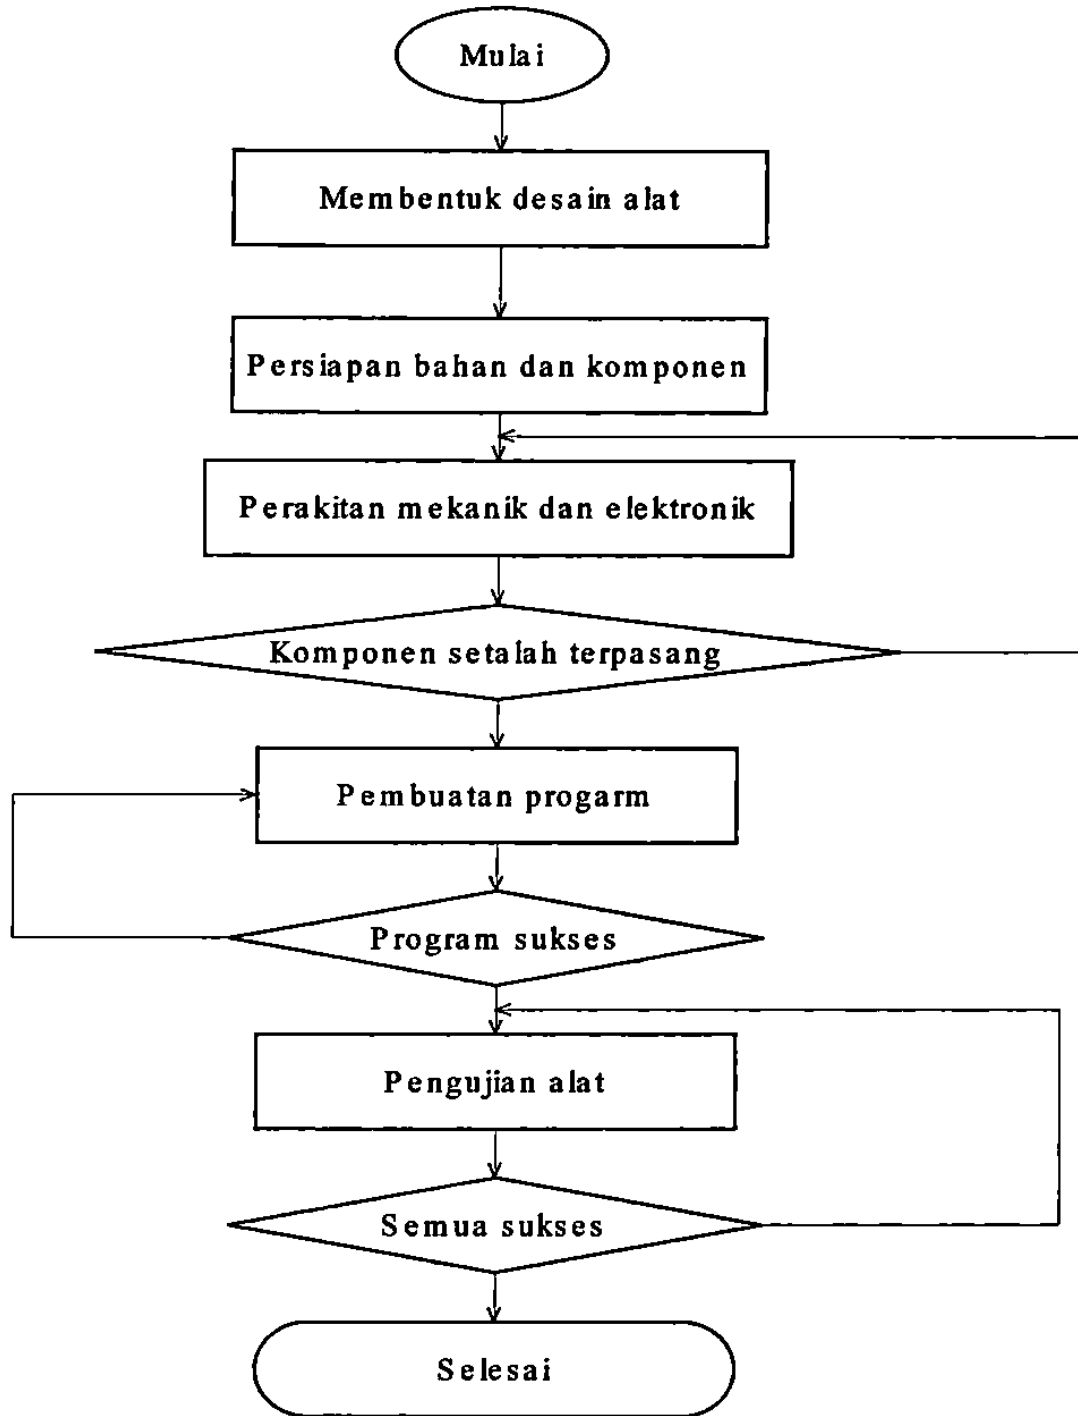 Mulai
Membentuk desain alat
Persiapan bahan dan komponen
Perakitan mekanik dan elektronik
Komponen setalah terpasang
Pembuatan progarm
Program sukses
Pengujian alat
Semua sukses
Selesai